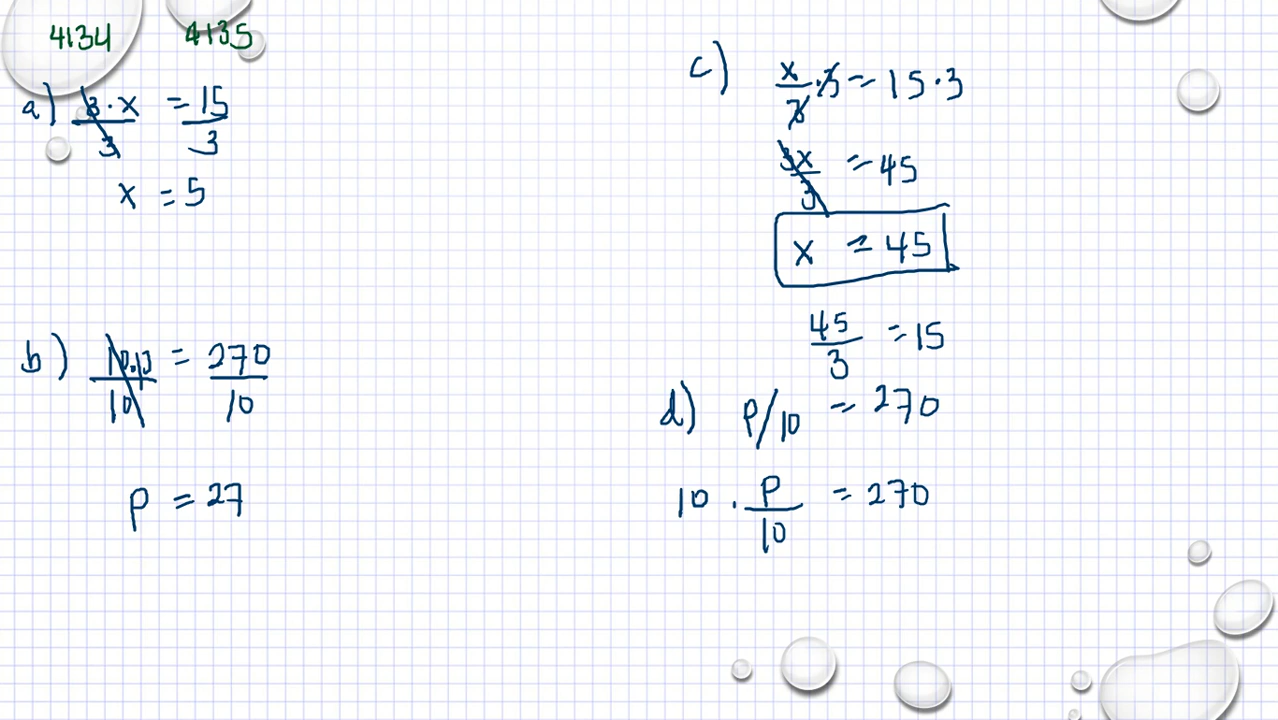 4134 4135
a) 3·x/3 = 15/3
x = 5
b) 10·p/10 = 270/10
p = 27
c) x/3·3 = 15·3
3x/3 = 45
x = 45
45/3 = 15
d) p/10 = 270
10 · p/10 = 270